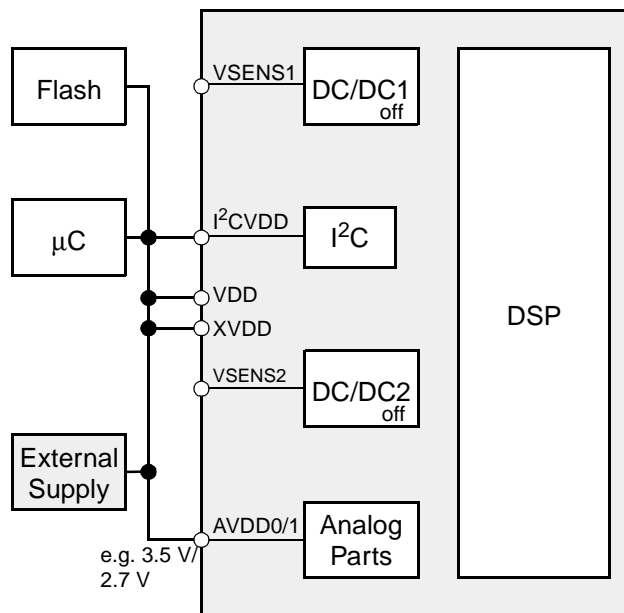 Flash
VSENS1
DC/DC1
off
μC
I²CVDD
I²C
VDD
XVDD
DSP
VSENS2
DC/DC2
off
External
Supply
AVDD0/1
Analog
Parts
e.g. 3.5 V/
2.7 V